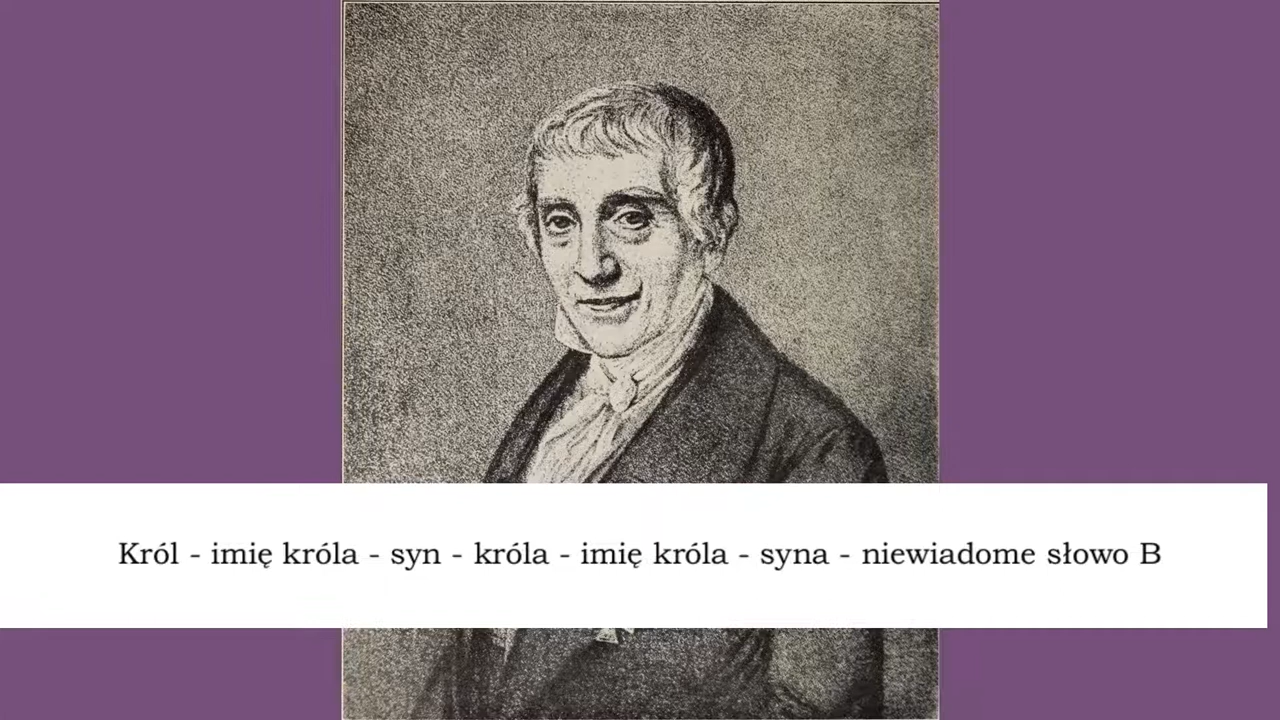 Król - imię króla - syn - króla - imię króla - syna - niewiadome słowo B